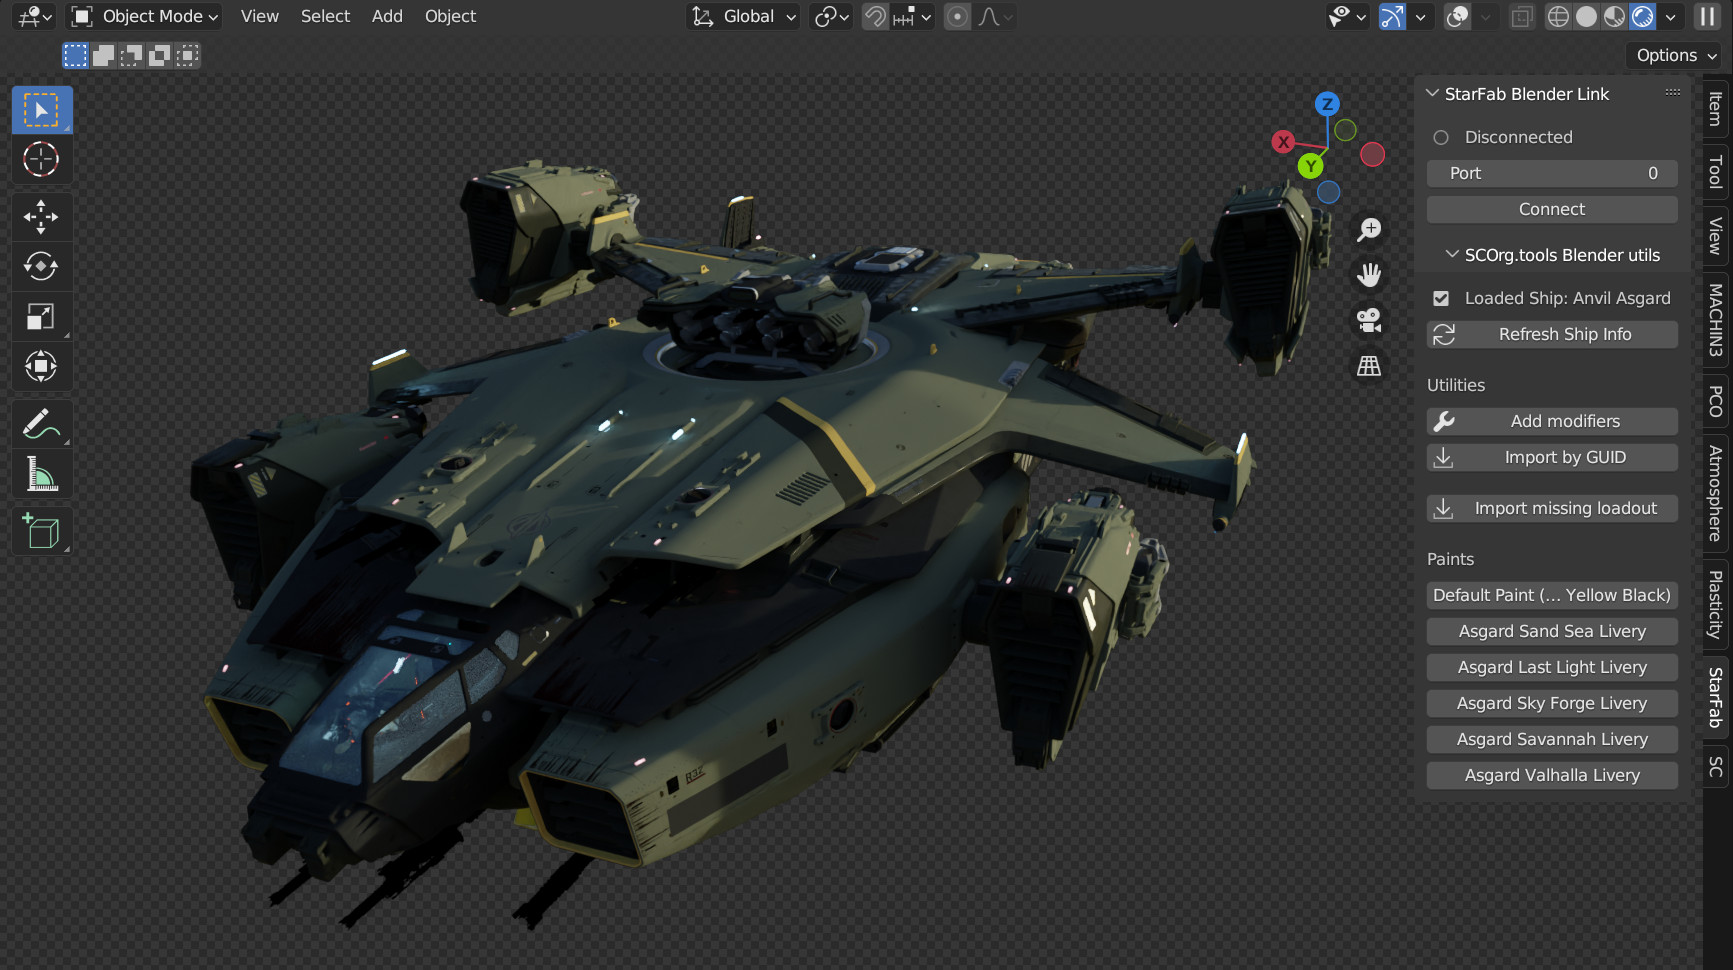 Object Mode
View
Select
Add
Object
Global
Options
Z
X
Y
StarFab Blender Link
Disconnected
Port 0
Connect
SCOrg.tools Blender utils
Loaded Ship: Anvil Asgard
Refresh Ship Info
Utilities
Add modifiers
Import by GUID
Import missing loadout
Paints
Default Paint (... Yellow Black)
Asgard Sand Sea Livery
Asgard Last Light Livery
Asgard Sky Forge Livery
Asgard Savannah Livery
Asgard Valhalla Livery
Item
Tool
View
MACHIN3
PCO
Atmosphere
Plasticity
StarFab
SC